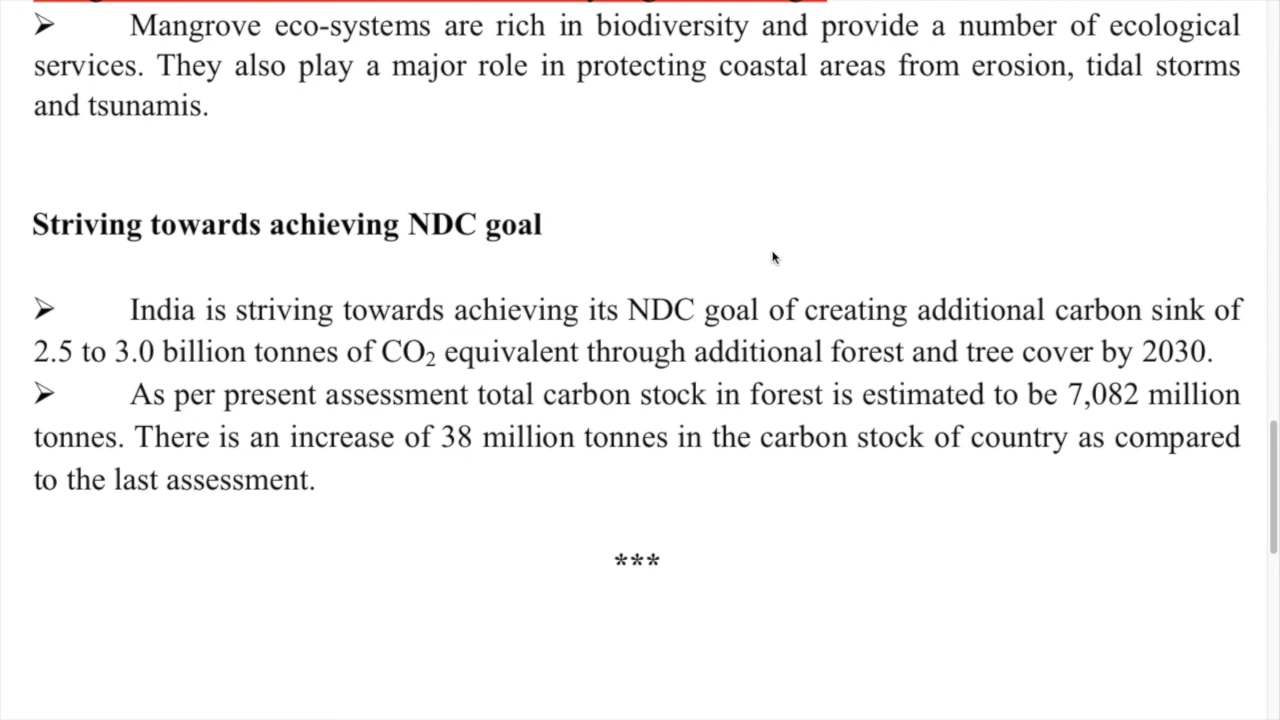 ➢ Mangrove eco-systems are rich in biodiversity and provide a number of ecological
services. They also play a major role in protecting coastal areas from erosion, tidal storms
and tsunamis.
Striving towards achieving NDC goal
➢ India is striving towards achieving its NDC goal of creating additional carbon sink of
2.5 to 3.0 billion tonnes of CO₂ equivalent through additional forest and tree cover by 2030.
➢ As per present assessment total carbon stock in forest is estimated to be 7,082 million
tonnes. There is an increase of 38 million tonnes in the carbon stock of country as compared
to the last assessment.
***